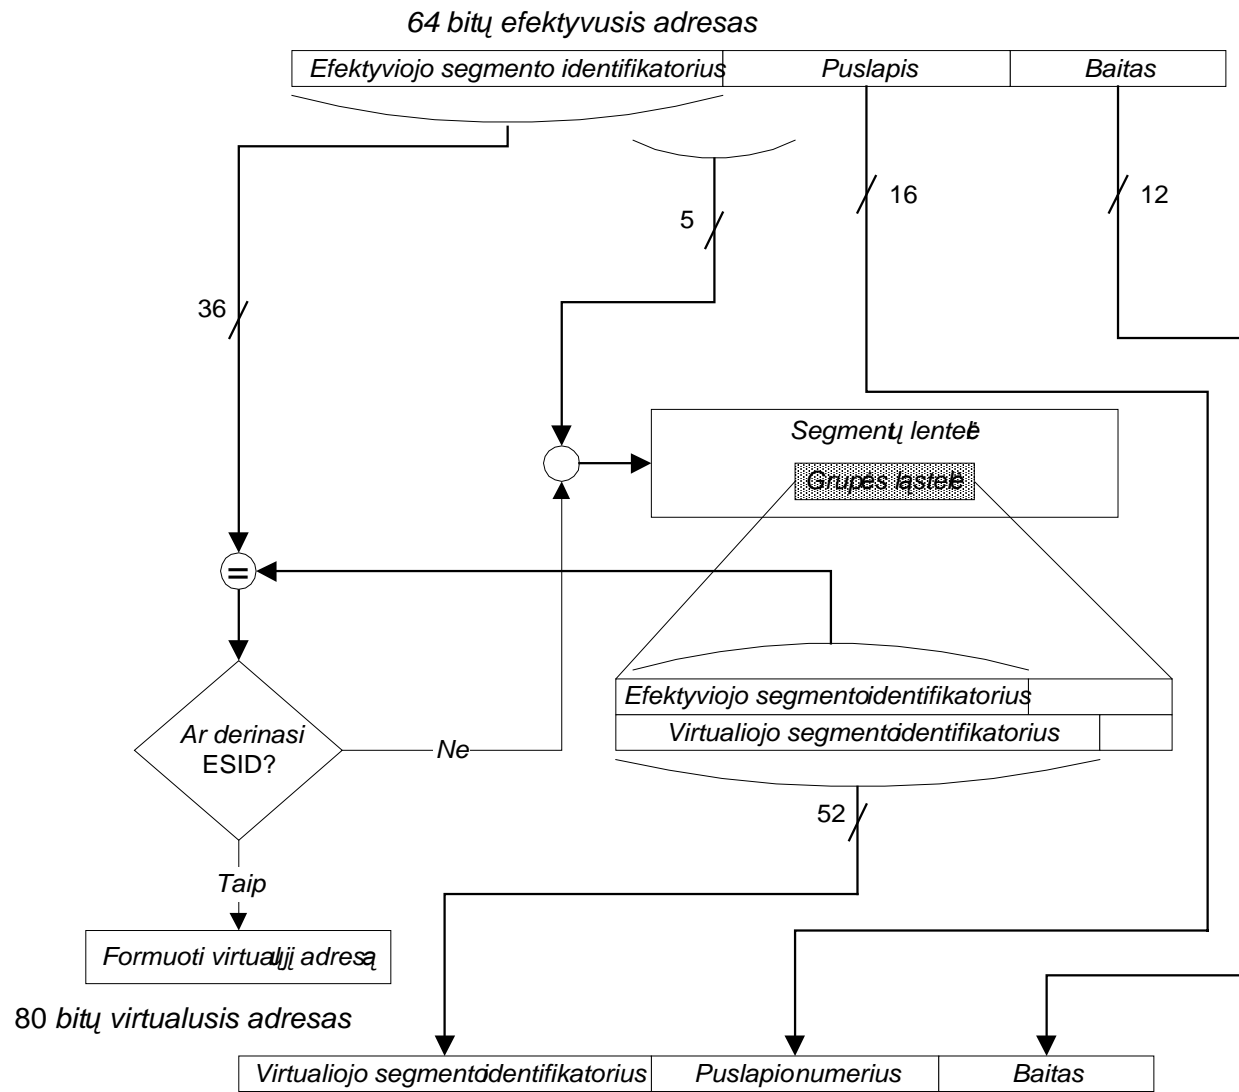 64 bitų efektyvusis adresas
Efektyviojo segmento identifikatorius Puslapis Baitas
16 12
5
36
Segmentų lentelė
Grupės ląstelė
=
Efektyviojo segmento identifikatorius
Virtualiojo segmento identifikatorius
Ar derinasi
ESID?
Ne
52
Taip
Formuoti virtualųjį adresą
80 bitų virtualusis adresas
Virtualiojo segmento identifikatorius Puslapio numerius Baitas